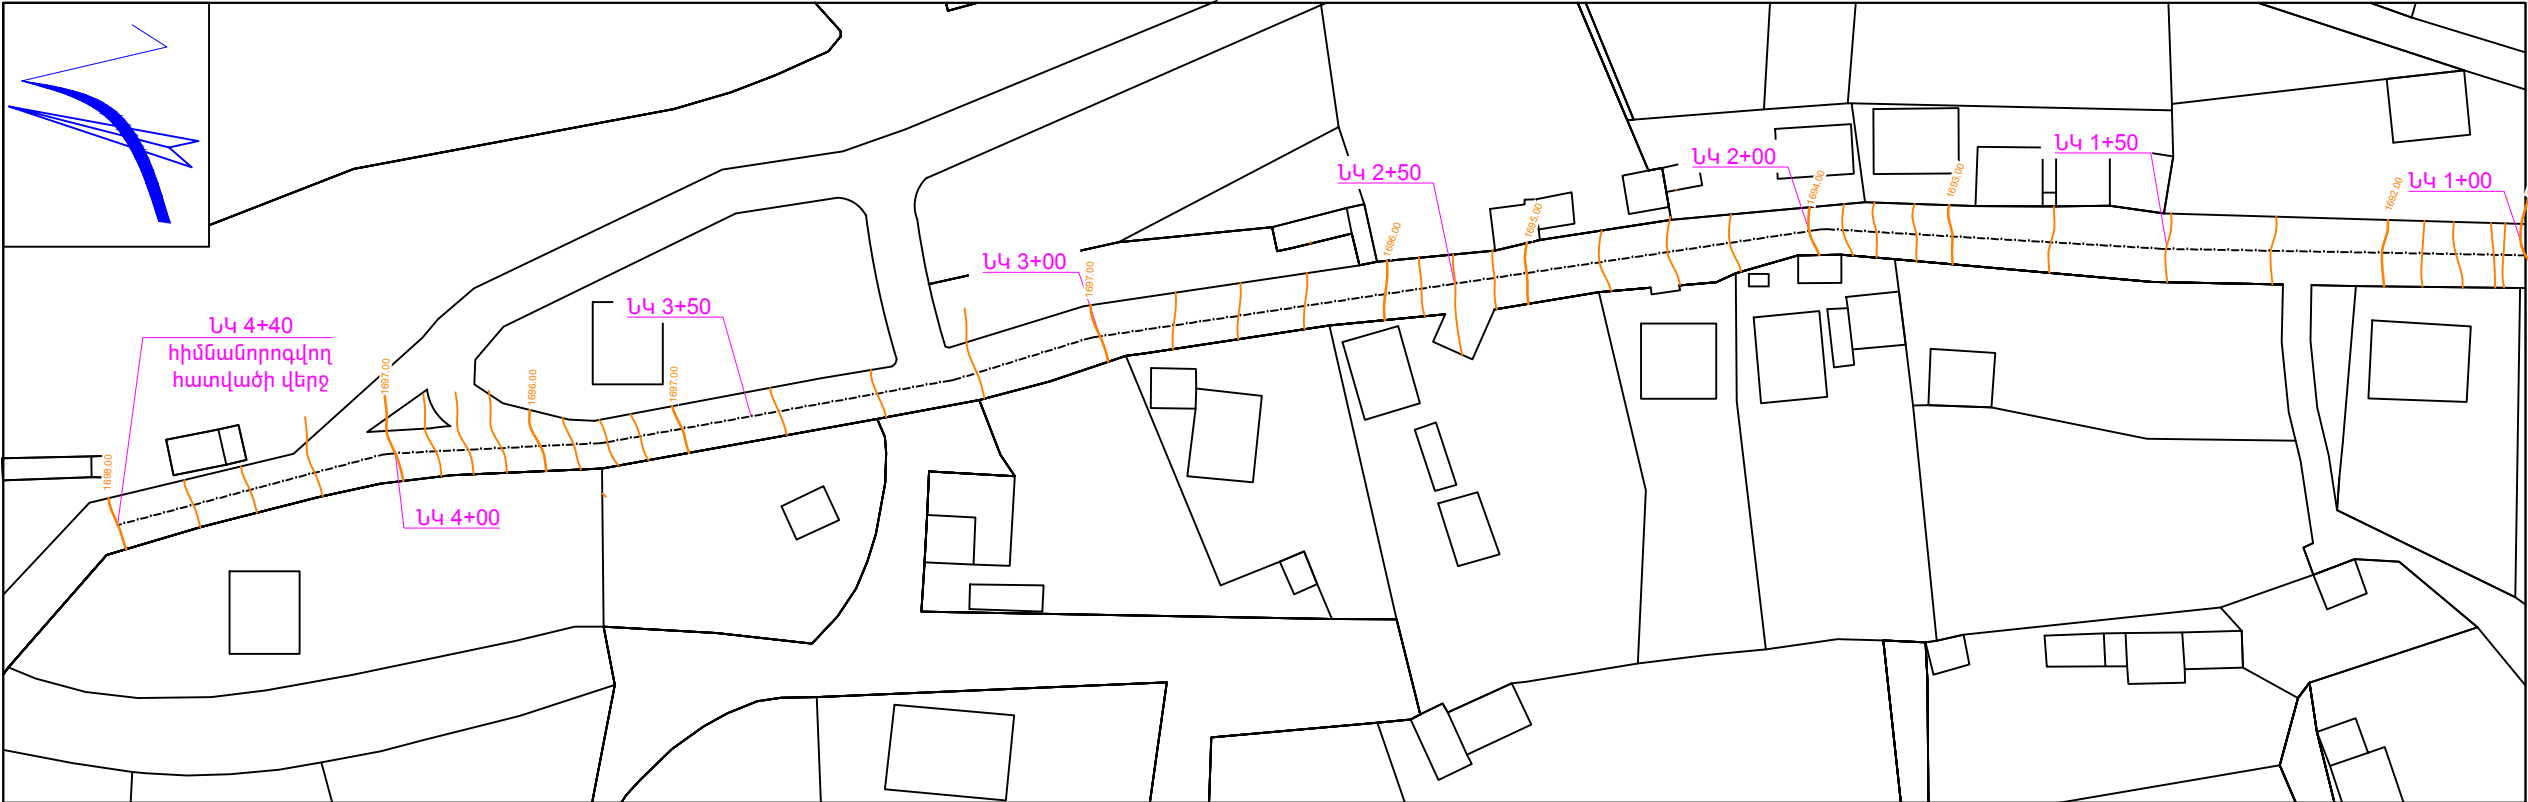 ՆԿ 4+40
հիմնանորոգվող
հատվածի վերջ
1698.00
1697.00
ՆԿ 4+00
1696.00
ՆԿ 3+50
1697.00
ՆԿ 3+00
1697.00
ՆԿ 2+50
1696.00
1695.00
ՆԿ 2+00
1694.00
1693.00
ՆԿ 1+50
1692.00
ՆԿ 1+00